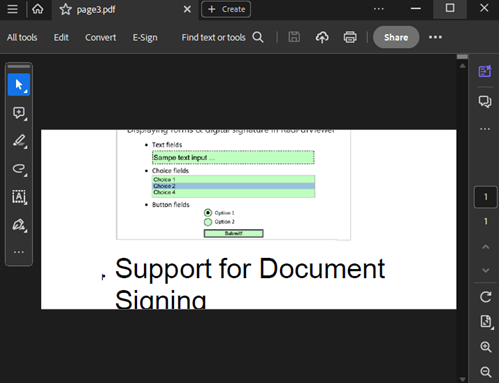 page3.pdf
+ Create
All tools
Edit
Convert
E-Sign
Find text or tools
Share
Displaying forms & digital signature in RadPdfViewer
• Text fields
Sampe text input ...
• Choice fields
Choice 1
Choice 2
Choice 4
• Button fields
Option 1
Option 2
Submit!
Support for Document
Signing
1
1